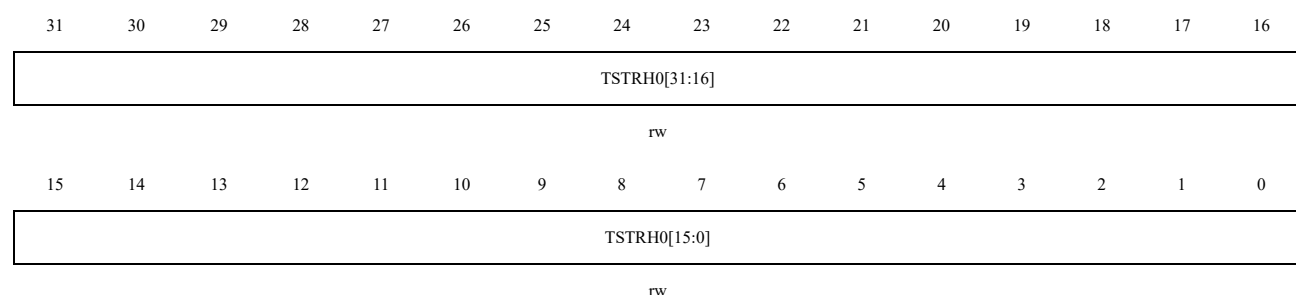 31 30 29 28 27 26 25 24 23 22 21 20 19 18 17 16
TSTRH0[31:16]
rw
15 14 13 12 11 10 9 8 7 6 5 4 3 2 1 0
TSTRH0[15:0]
rw